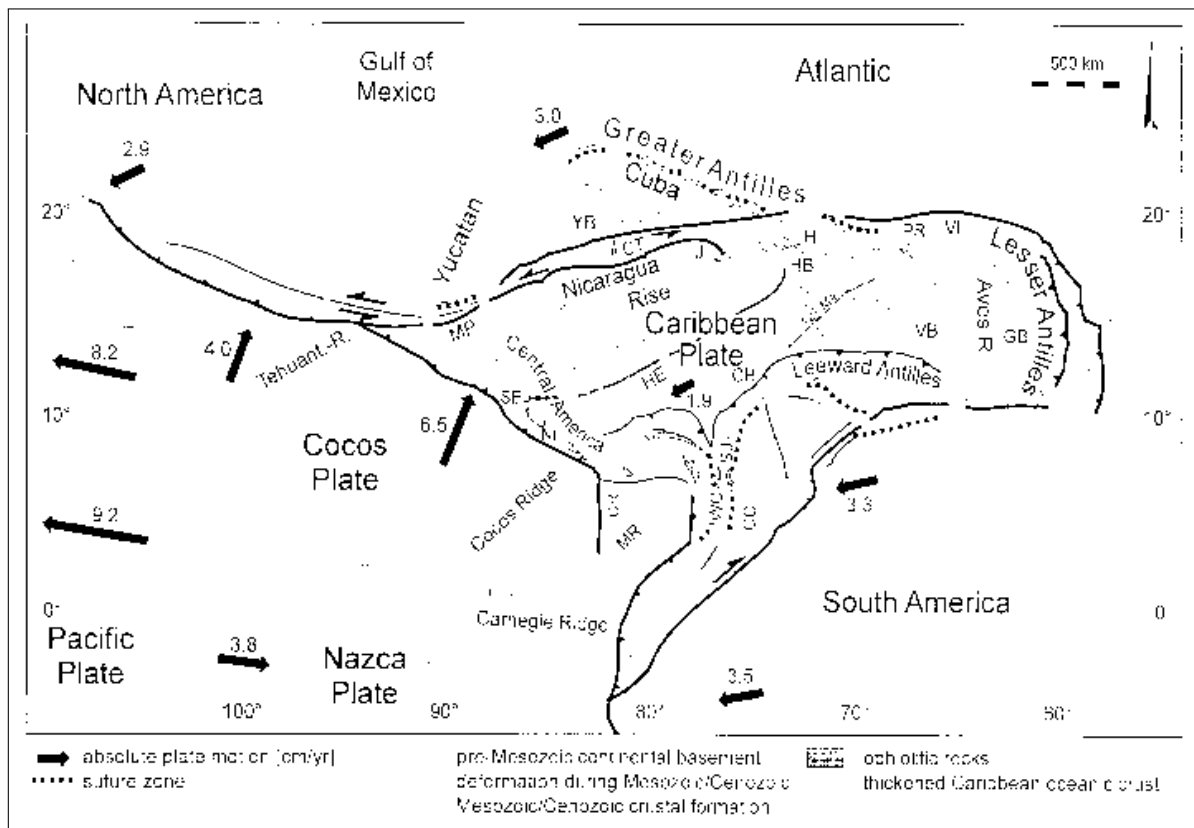 Gulf of
Mexico
Atlantic
500 km
North America
3.0
2.9
Greater Antilles
Cuba
20°
20°
YB
CT
H
PR
VI
Yucatan
J
HB
Nicaragua
Rise
Lesser Antilles
MP
Caribbean
Plate
VB
Aves R
GB
4.0
Tehuant.-R.
8.2
Central America
HE
CB
Leeward Antilles
1.9
SE
10°
10°
6.5
Cocos
Plate
Cocos Ridge
3.3
9.2
MR
0°
0
South America
Carnegie Ridge
Pacific
Plate
3.8
Nazca
Plate
3.5
100°
90°
80°
70°
60°
absolute plate motion [cm/yr]
suture zone
pre-Mesozoic continental basement
deformation during Mesozoic/Cenozoic
Mesozoic/Cenozoic crustal formation
ophiolitic rocks
thickened Caribbean oceanic crust